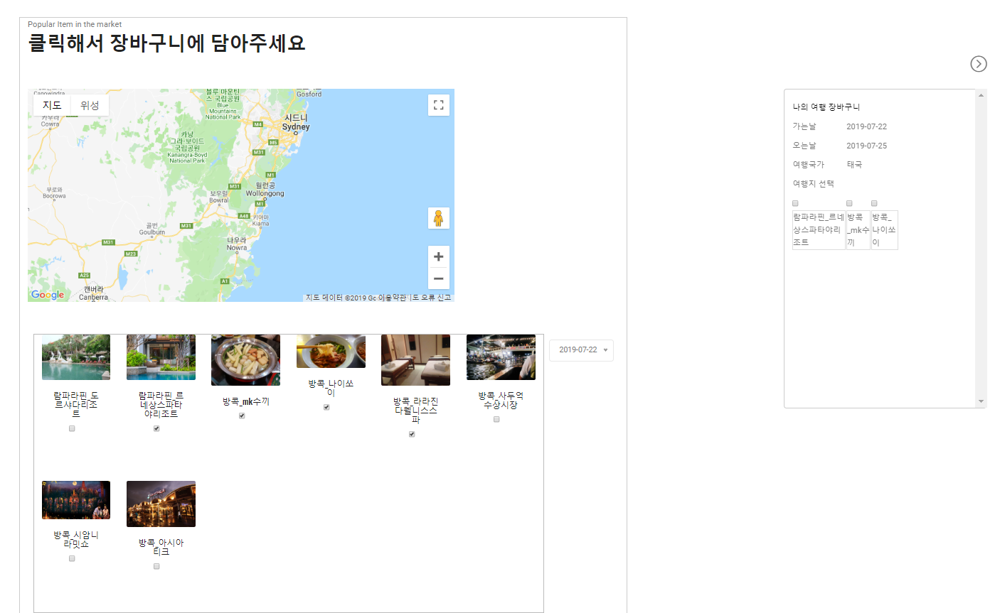 Popular Item in the market
클릭해서 장바구니에 담아주세요
지도
위성
Canowindra
카우라
Cowra
블루 마운틴
스 국립공원
Blue
Mountains
National Park
Gosford
시드니
Sydney
M4
M5
M31
카낭
그라-보이드
국립공원
Kanangra-Boyd
National Park
M1
M31
월런공
Wollongong
보우럴
Bowral
부로와
Boorowa
M1
A48
키아마
Kiama
골번
Goulburn
M31
M31
M23
나우라
Nowra
A25
A1
캔버라
Canberra
Google
지도 데이터 ©2019 Gc 이용약관 도 오류 신고
나의 여행 장바구니
가는날 2019-07-22
오는날 2019-07-25
여행국가 태국
여행지 선택
람파라핀_르네
상스파타야리
조트
방콕
_mk수
끼
방콕_
나이쏘
이
2019-07-22
람파라핀_도
르샤다리조
트
람파라핀_르
네상스파타
야리조트
방콕_mk수끼
방콕_나이쏘
이
방콕_라라진
다웰니스스
파
방콕_사두억
수상시장
방콕_시암니
라밋쇼
방콕_아시아
티크